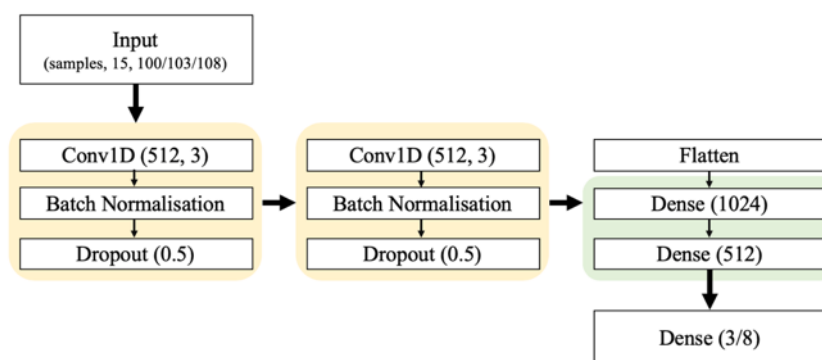 Input
(samples, 15, 100/103/108)
Conv1D (512, 3)
Batch Normalisation
Dropout (0.5)
Conv1D (512, 3)
Batch Normalisation
Dropout (0.5)
Flatten
Dense (1024)
Dense (512)
Dense (3/8)